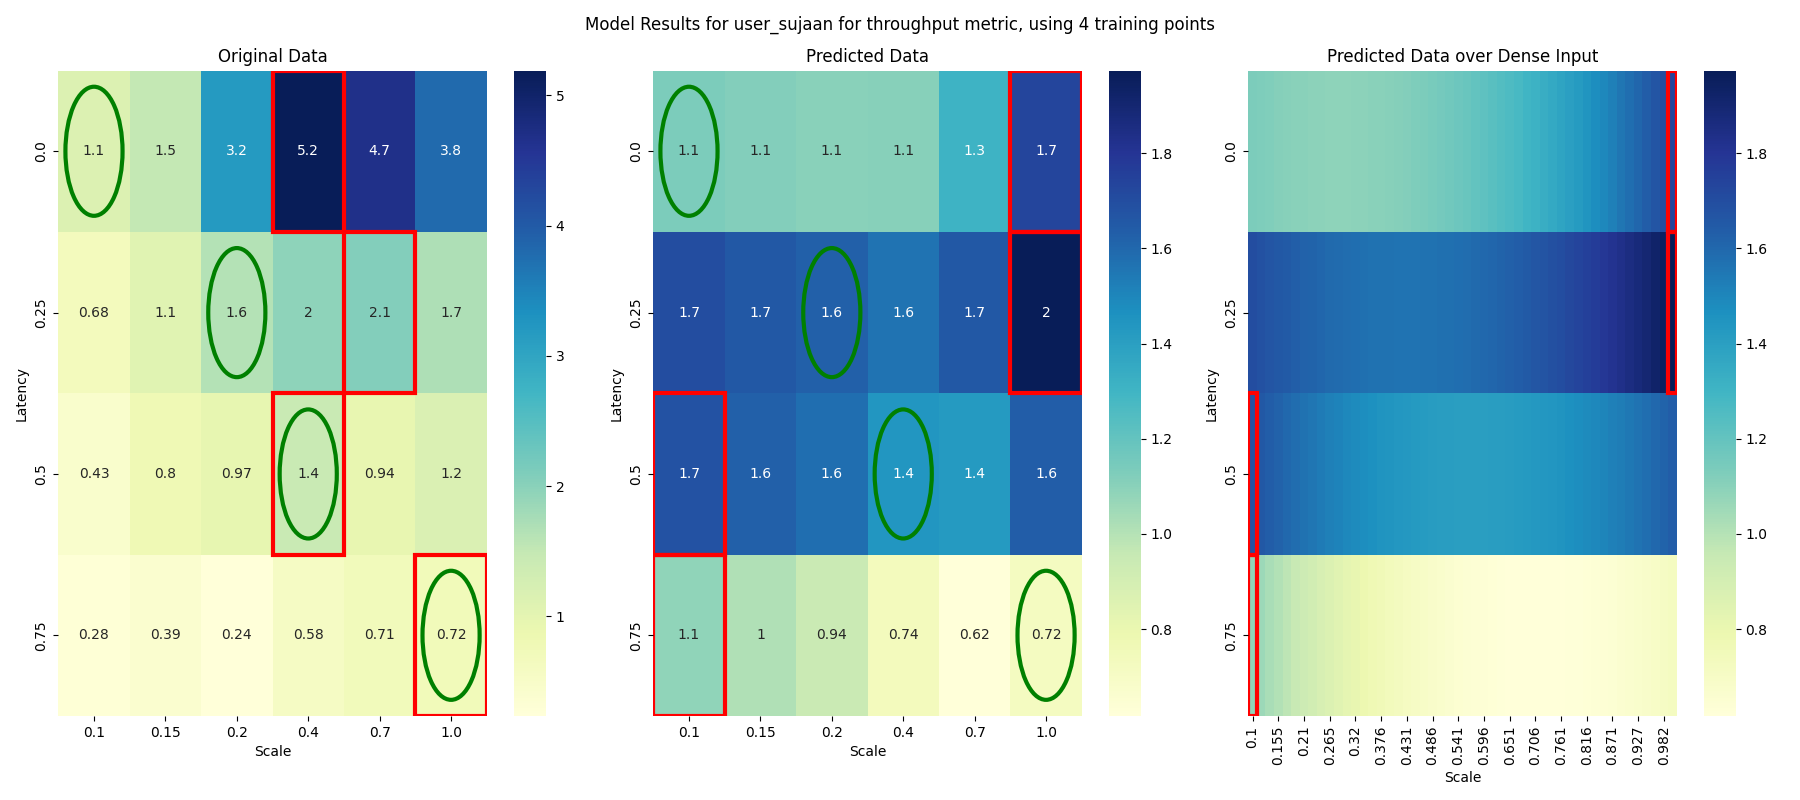 Model Results for user_sujaan for throughput metric, using 4 training points
Original Data
Latency
0.0 1.1 1.5 3.2 5.2 4.7 3.8
0.25 0.68 1.1 1.6 2 2.1 1.7
0.5 0.43 0.8 0.97 1.4 0.94 1.2
0.75 0.28 0.39 0.24 0.58 0.71 0.72
0.1 0.15 0.2 0.4 0.7 1.0
Scale
5
4
3
2
1
Predicted Data
Latency
0.0 1.1 1.1 1.1 1.1 1.3 1.7
0.25 1.7 1.7 1.6 1.6 1.7 2
0.5 1.7 1.6 1.6 1.4 1.4 1.6
0.75 1.1 1 0.94 0.74 0.62 0.72
0.1 0.15 0.2 0.4 0.7 1.0
Scale
1.8
1.6
1.4
1.2
1.0
0.8
Predicted Data over Dense Input
Latency
0.0
0.25
0.5
0.75
0.1 0.155 0.21 0.265 0.32 0.376 0.431 0.486 0.541 0.596 0.651 0.706 0.761 0.816 0.871 0.927 0.982
Scale
1.8
1.6
1.4
1.2
1.0
0.8